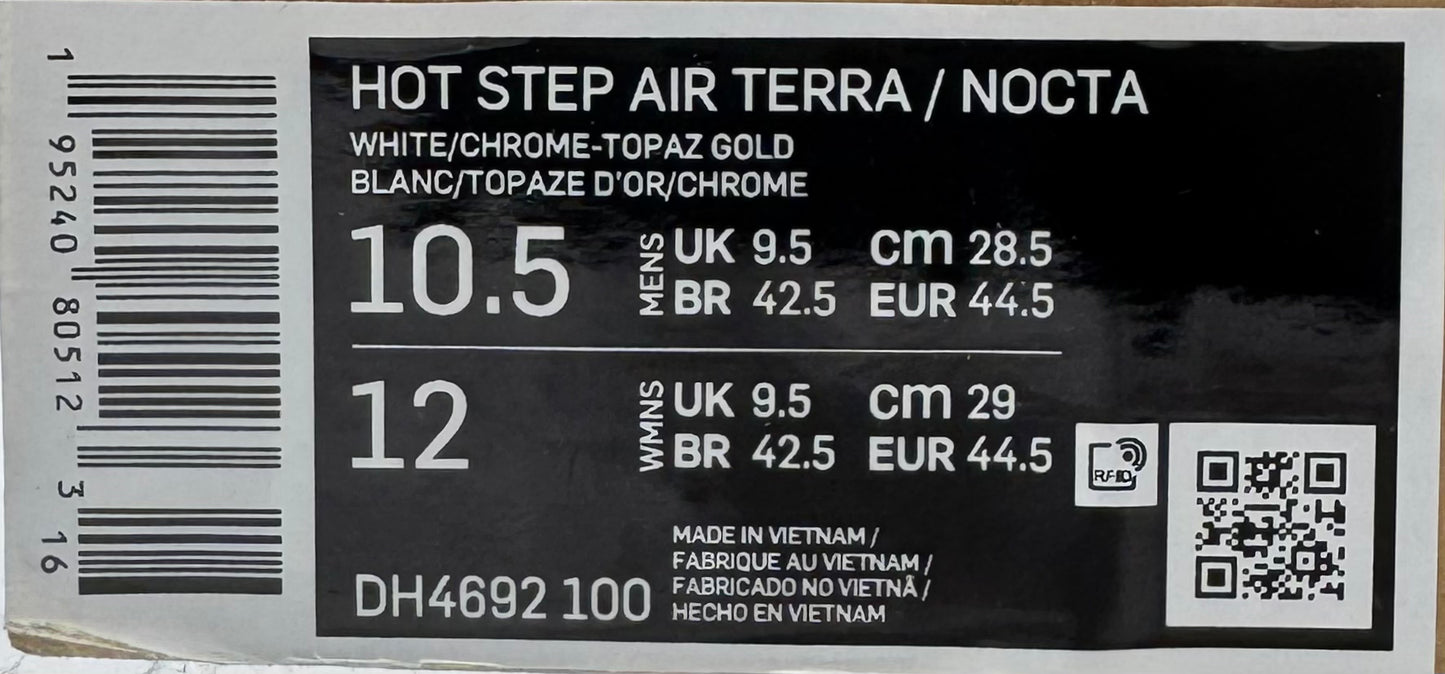 HOT STEP AIR TERRA / NOCTA
WHITE/CHROME-TOPAZ GOLD
BLANC/TOPAZE D'OR/CHROME
10.5 MENS UK 9.5 cm 28.5
BR 42.5 EUR 44.5
12 WMNS UK 9.5 cm 29
BR 42.5 EUR 44.5
RFID
MADE IN VIETNAM /
FABRIQUE AU VIETNAM /
FABRICADO NO VIETNÃ /
HECHO EN VIETNAM
DH4692 100
1 95240 80512 3 16